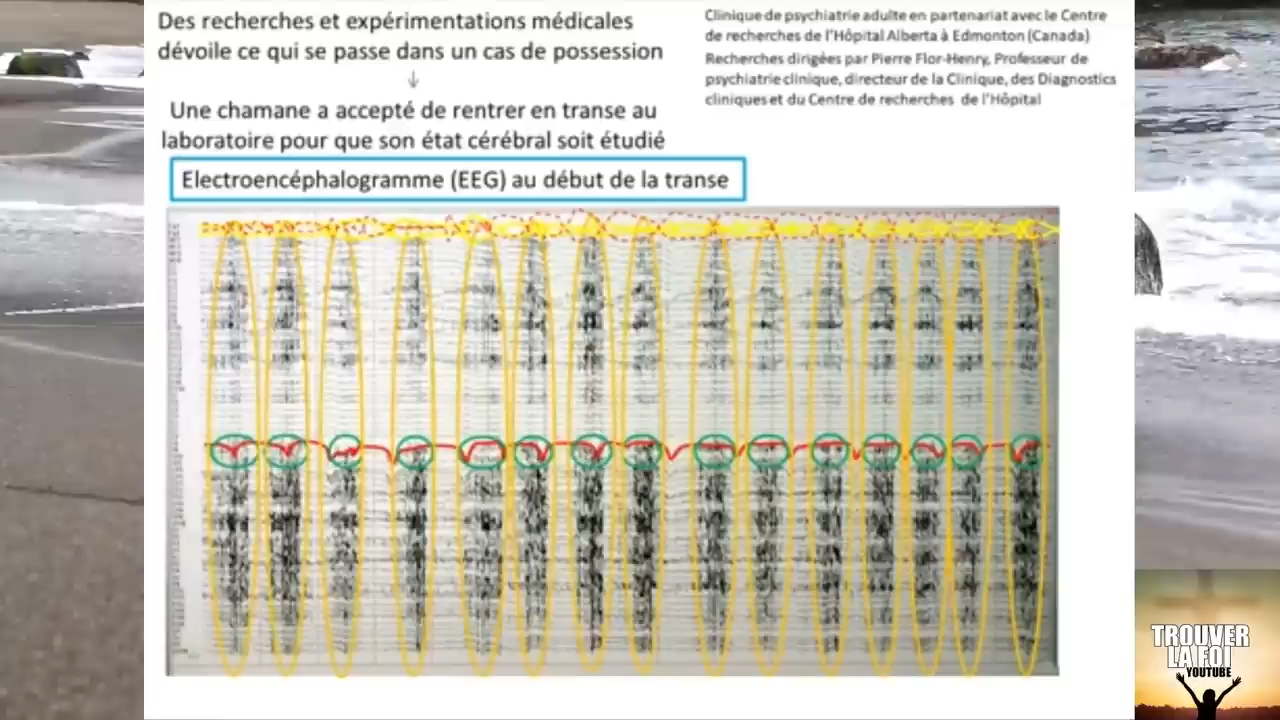 Des recherches et expérimentations médicales
dévoile ce qui se passe dans un cas de possession
Une chamane a accepté de rentrer en transe au
laboratoire pour que son état cérébral soit étudié
Clinique de psychiatrie adulte en partenariat avec le Centre
de recherches de l'Hôpital Alberta à Edmonton (Canada)
Recherches dirigées par Pierre Flor-Henry, Professeur de
psychiatrie clinique, directeur de la Clinique, des Diagnostics
cliniques et du Centre de recherches de l'Hôpital
Electroencéphalogramme (EEG) au début de la transe
TROUVER
LA FOI
YOUTUBE